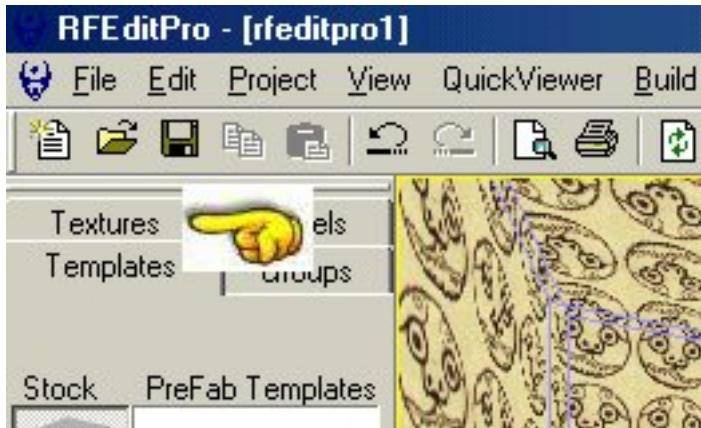 RFEditPro - [rfeditpro1]
File Edit Project View QuickViewer Build
Textures
Templates
Stock PreFab Templates